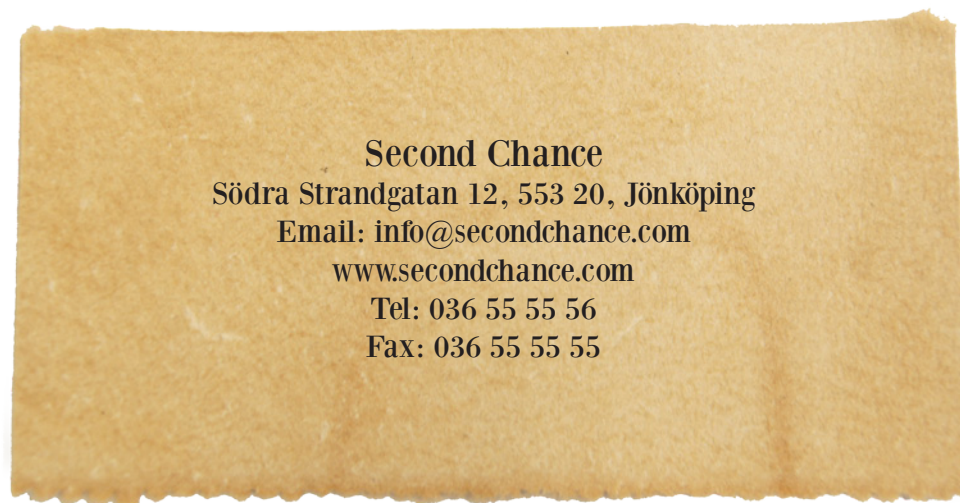 Second Chance
Södra Strandgatan 12, 553 20, Jönköping
Email: info@secondchance.com
www.secondchance.com
Tel: 036 55 55 56
Fax: 036 55 55 55